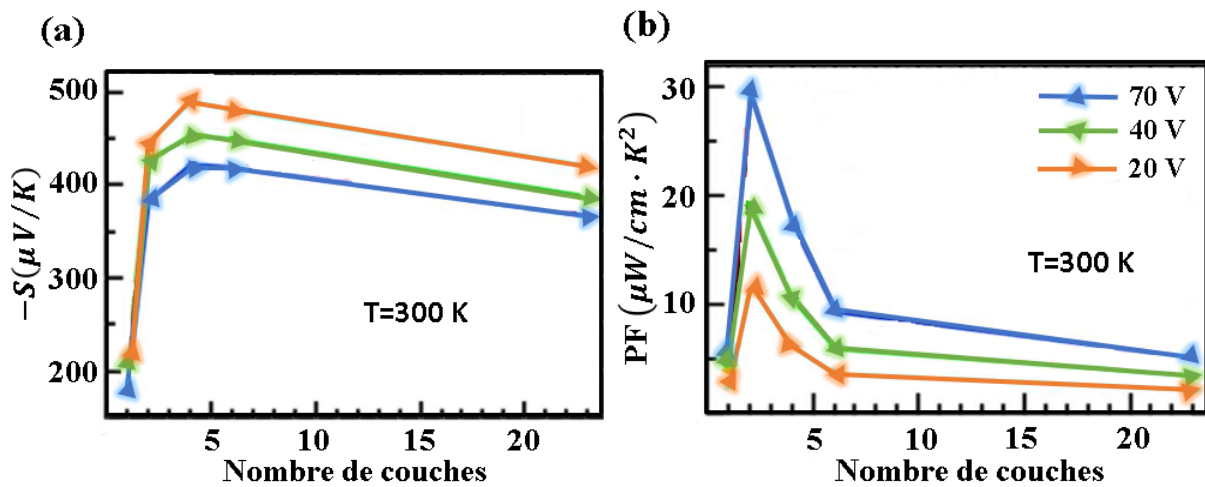 (a)
−S(μV/K)
500
400
300
200
T=300 K
5
10
15
20
Nombre de couches
(b)
PF (μW/cm · K²)
30
20
10
70 V
40 V
20 V
T=300 K
5
10
15
20
Nombre de couches